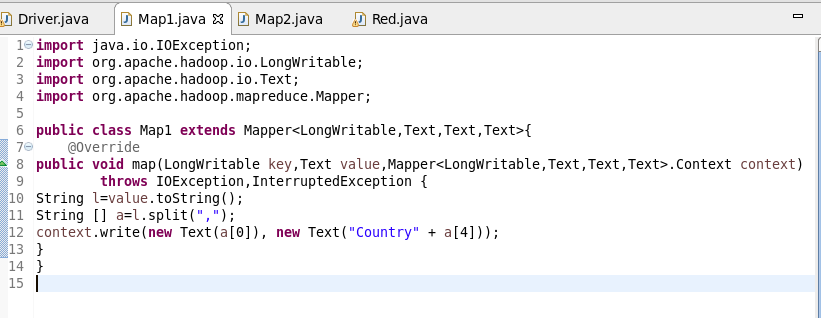 Driver.java Map1.java Map2.java Red.java
1 import java.io.IOException;
2 import org.apache.hadoop.io.LongWritable;
3 import org.apache.hadoop.io.Text;
4 import org.apache.hadoop.mapreduce.Mapper;
5
6 public class Map1 extends Mapper<LongWritable,Text,Text,Text>{
7     @Override
8 public void map(LongWritable key,Text value,Mapper<LongWritable,Text,Text,Text>.Context context)
9         throws IOException,InterruptedException {
10 String l=value.toString();
11 String [] a=l.split(",");
12 context.write(new Text(a[0]), new Text("Country" + a[4]));
13 }
14 }
15